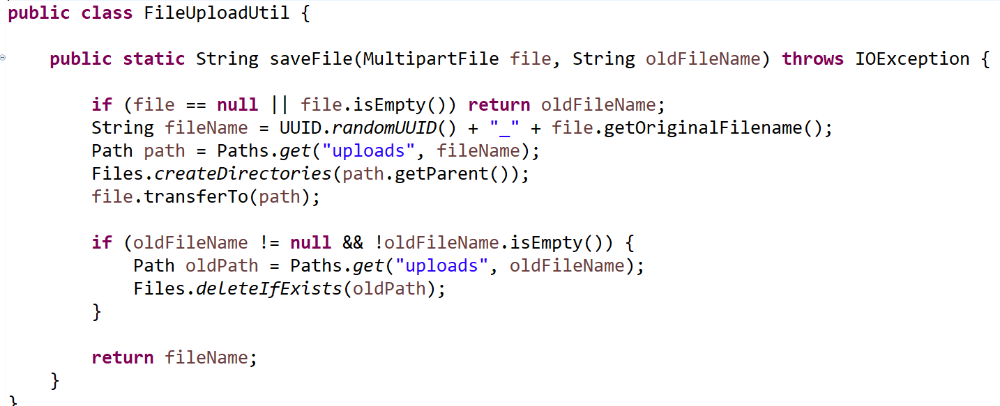 public class FileUploadUtil {
public static String saveFile(MultipartFile file, String oldFileName) throws IOException {
if (file == null || file.isEmpty()) return oldFileName;
String fileName = UUID.randomUUID() + "_" + file.getOriginalFilename();
Path path = Paths.get("uploads", fileName);
Files.createDirectories(path.getParent());
file.transferTo(path);
if (oldFileName != null && !oldFileName.isEmpty()) {
Path oldPath = Paths.get("uploads", oldFileName);
Files.deleteIfExists(oldPath);
}
return fileName;
}
}